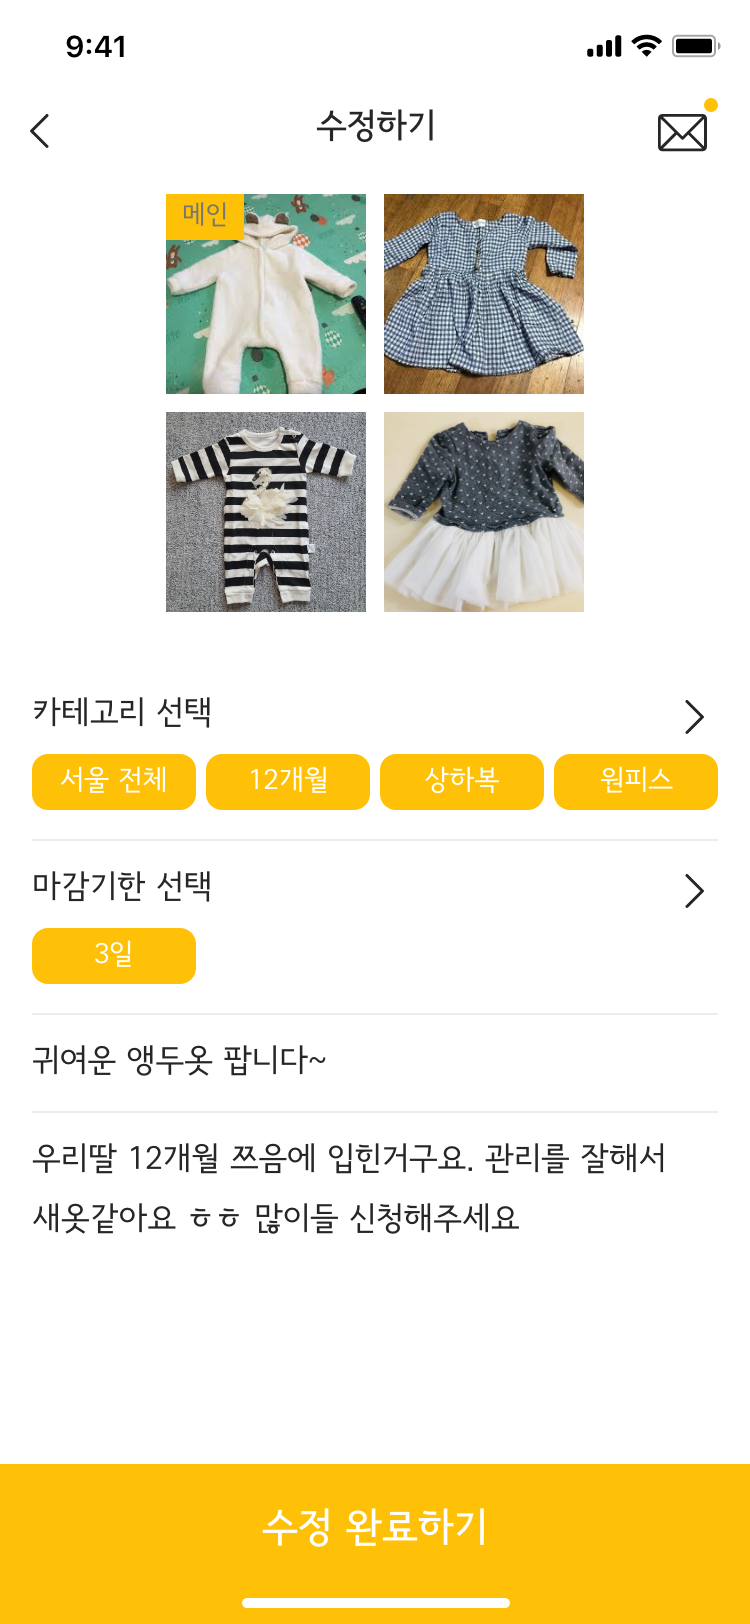 9:41
수정하기
메인
카테고리 선택
서울 전체
12개월
상하복
원피스
마감기한 선택
3일
귀여운 앵두옷 팝니다~
우리딸 12개월 쯔음에 입힌거구요. 관리를 잘해서
새옷같아요 ㅎㅎ 많이들 신청해주세요
수정 완료하기